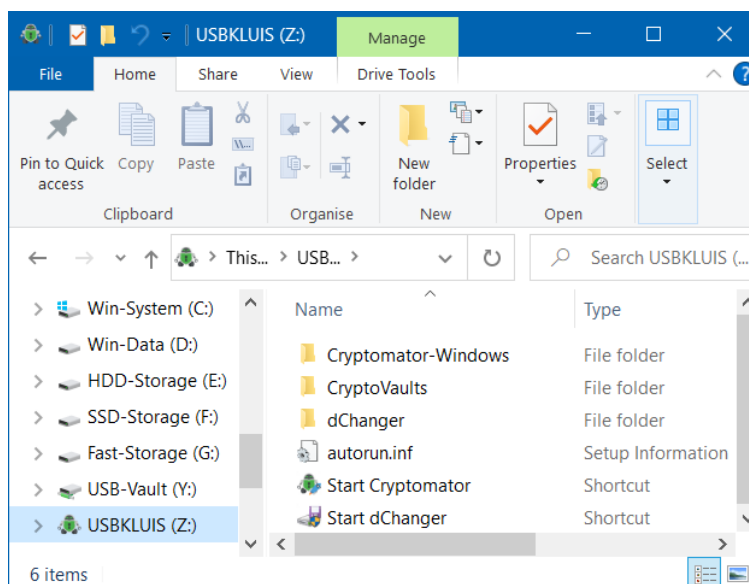 USBKLUIS (Z:)
Manage
File
Home
Share
View
Drive Tools
Pin to Quick access
Copy
Paste
W...
New folder
Properties
Select
Clipboard
Organise
New
Open
This...
USB...
Search USBKLUIS (...
Win-System (C:)
Win-Data (D:)
HDD-Storage (E:)
SSD-Storage (F:)
Fast-Storage (G:)
USB-Vault (Y:)
USBKLUIS (Z:)
Name
Type
Cryptomator-Windows
File folder
CryptoVaults
File folder
dChanger
File folder
autorun.inf
Setup Information
Start Cryptomator
Shortcut
Start dChanger
Shortcut
6 items